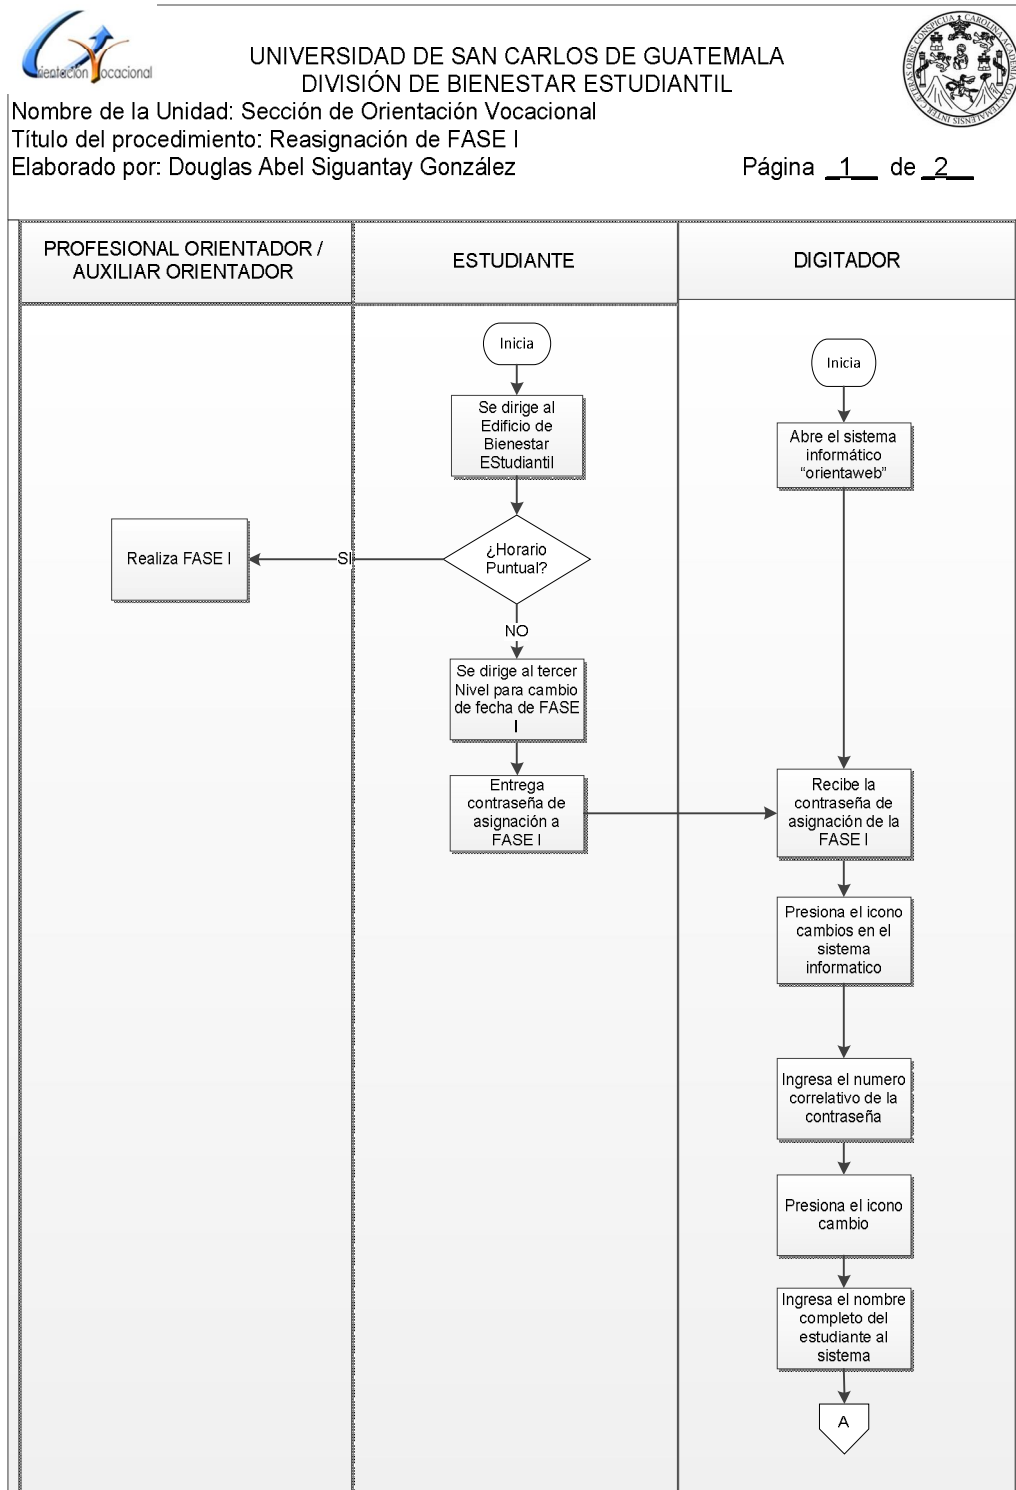 Orientación Vocacional
UNIVERSIDAD DE SAN CARLOS DE GUATEMALA
DIVISIÓN DE BIENESTAR ESTUDIANTIL
Nombre de la Unidad: Sección de Orientación Vocacional
Título del procedimiento: Reasignación de FASE I
Elaborado por: Douglas Abel Siguantay González
Página 1 de 2
PROFESIONAL ORIENTADOR /
AUXILIAR ORIENTADOR
ESTUDIANTE
DIGITADOR
Inicia
Se dirige al
Edificio de
Bienestar
EStudiantil
¿Horario
Puntual?
SI
Realiza FASE I
NO
Se dirige al tercer
Nivel para cambio
de fecha de FASE
I
Entrega
contraseña de
asignación a
FASE I
Inicia
Abre el sistema
informático
“orientaweb”
Recibe la
contraseña de
asignación de la
FASE I
Presiona el icono
cambios en el
sistema
informatico
Ingresa el numero
correlativo de la
contraseña
Presiona el icono
cambio
Ingresa el nombre
completo del
estudiante al
sistema
A